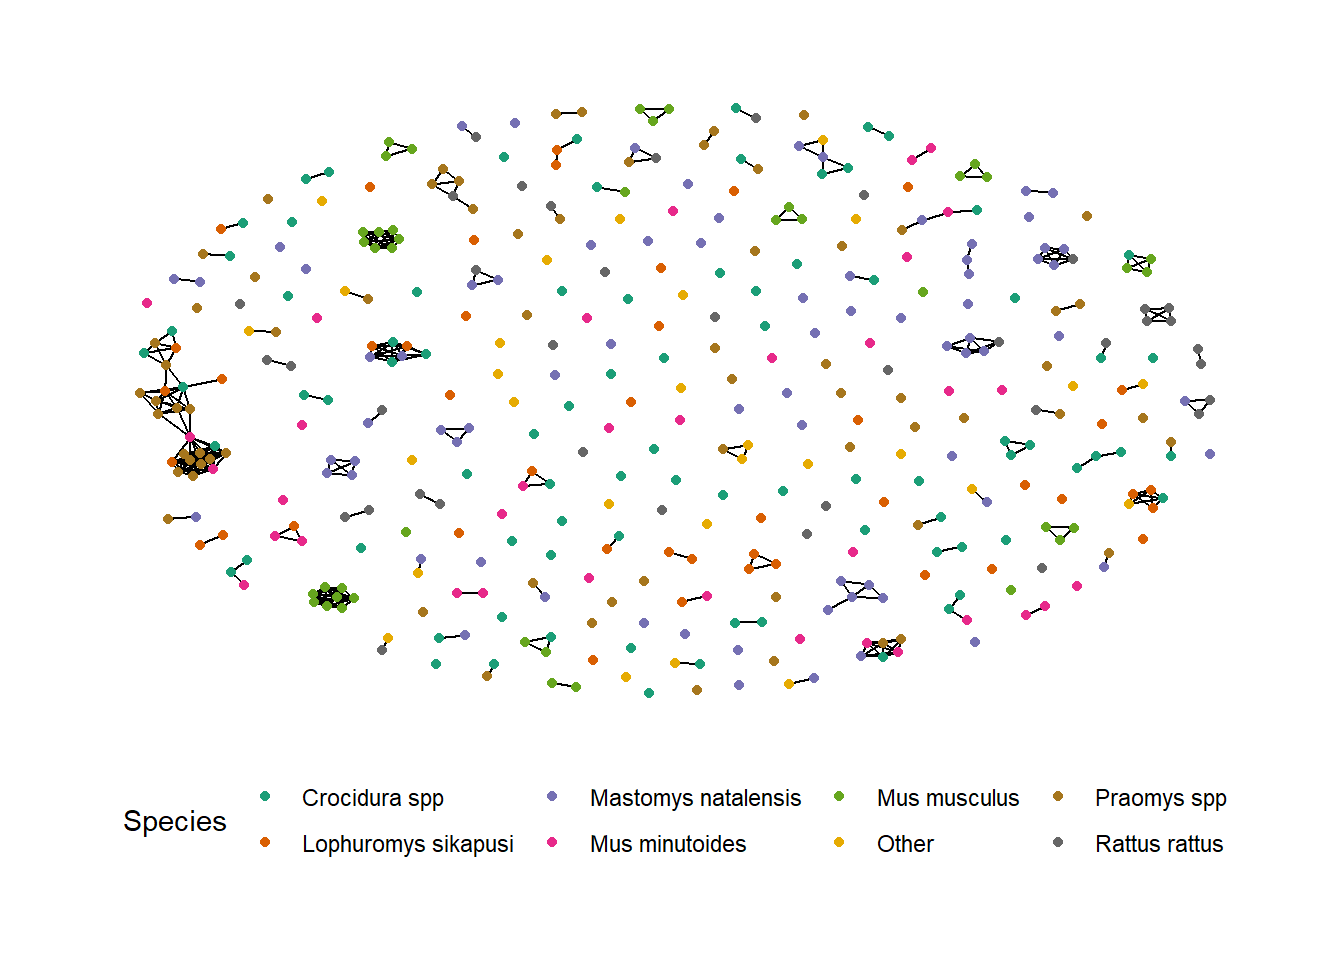 Species
Crocidura spp
Mastomys natalensis
Mus musculus
Praomys spp
Lophuromys sikapusi
Mus minutoides
Other
Rattus rattus